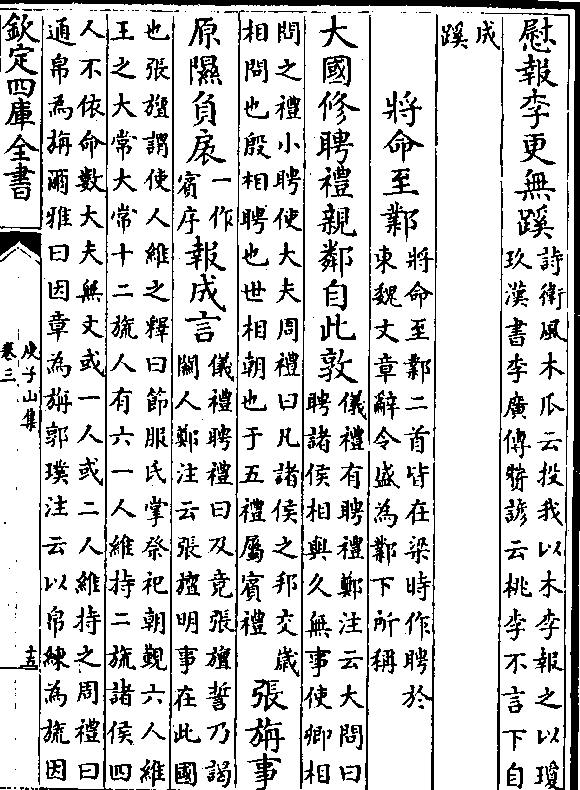 慰報李更無蹊詩衛風木瓜云投我以木李報之以瓊
玖漢書李廣傳贊諺云桃李不言下自
成
蹊
將命至鄴將命至鄴二首皆在梁時作聘於
東魏文章辭令盛為鄴下所稱
大國修聘禮親鄰自此敦儀禮有聘禮鄭注云大問曰
聘諸侯相與久無事使卿相
問之禮小聘使大夫周禮曰凡諸侯之邦交歲
相問也殷相聘也世相朝也于五禮屬賓禮
張旃事
原隰負扆一作
賓序報成言儀禮聘禮曰及竟張旜誓乃謁
關人鄭注云張旜明事在此國
也張旜謂使人維之釋曰節服氏掌祭祀朝覲六人維
王之大常大常十二旒人有六一人維持二旒諸侯四
人不依命數大夫無文或一人或二人維持之周禮曰
通帛為旃爾雅曰因章為旃郭璞注云以帛練為旒因
欽定四庫全書
庾子山集
卷三
十五